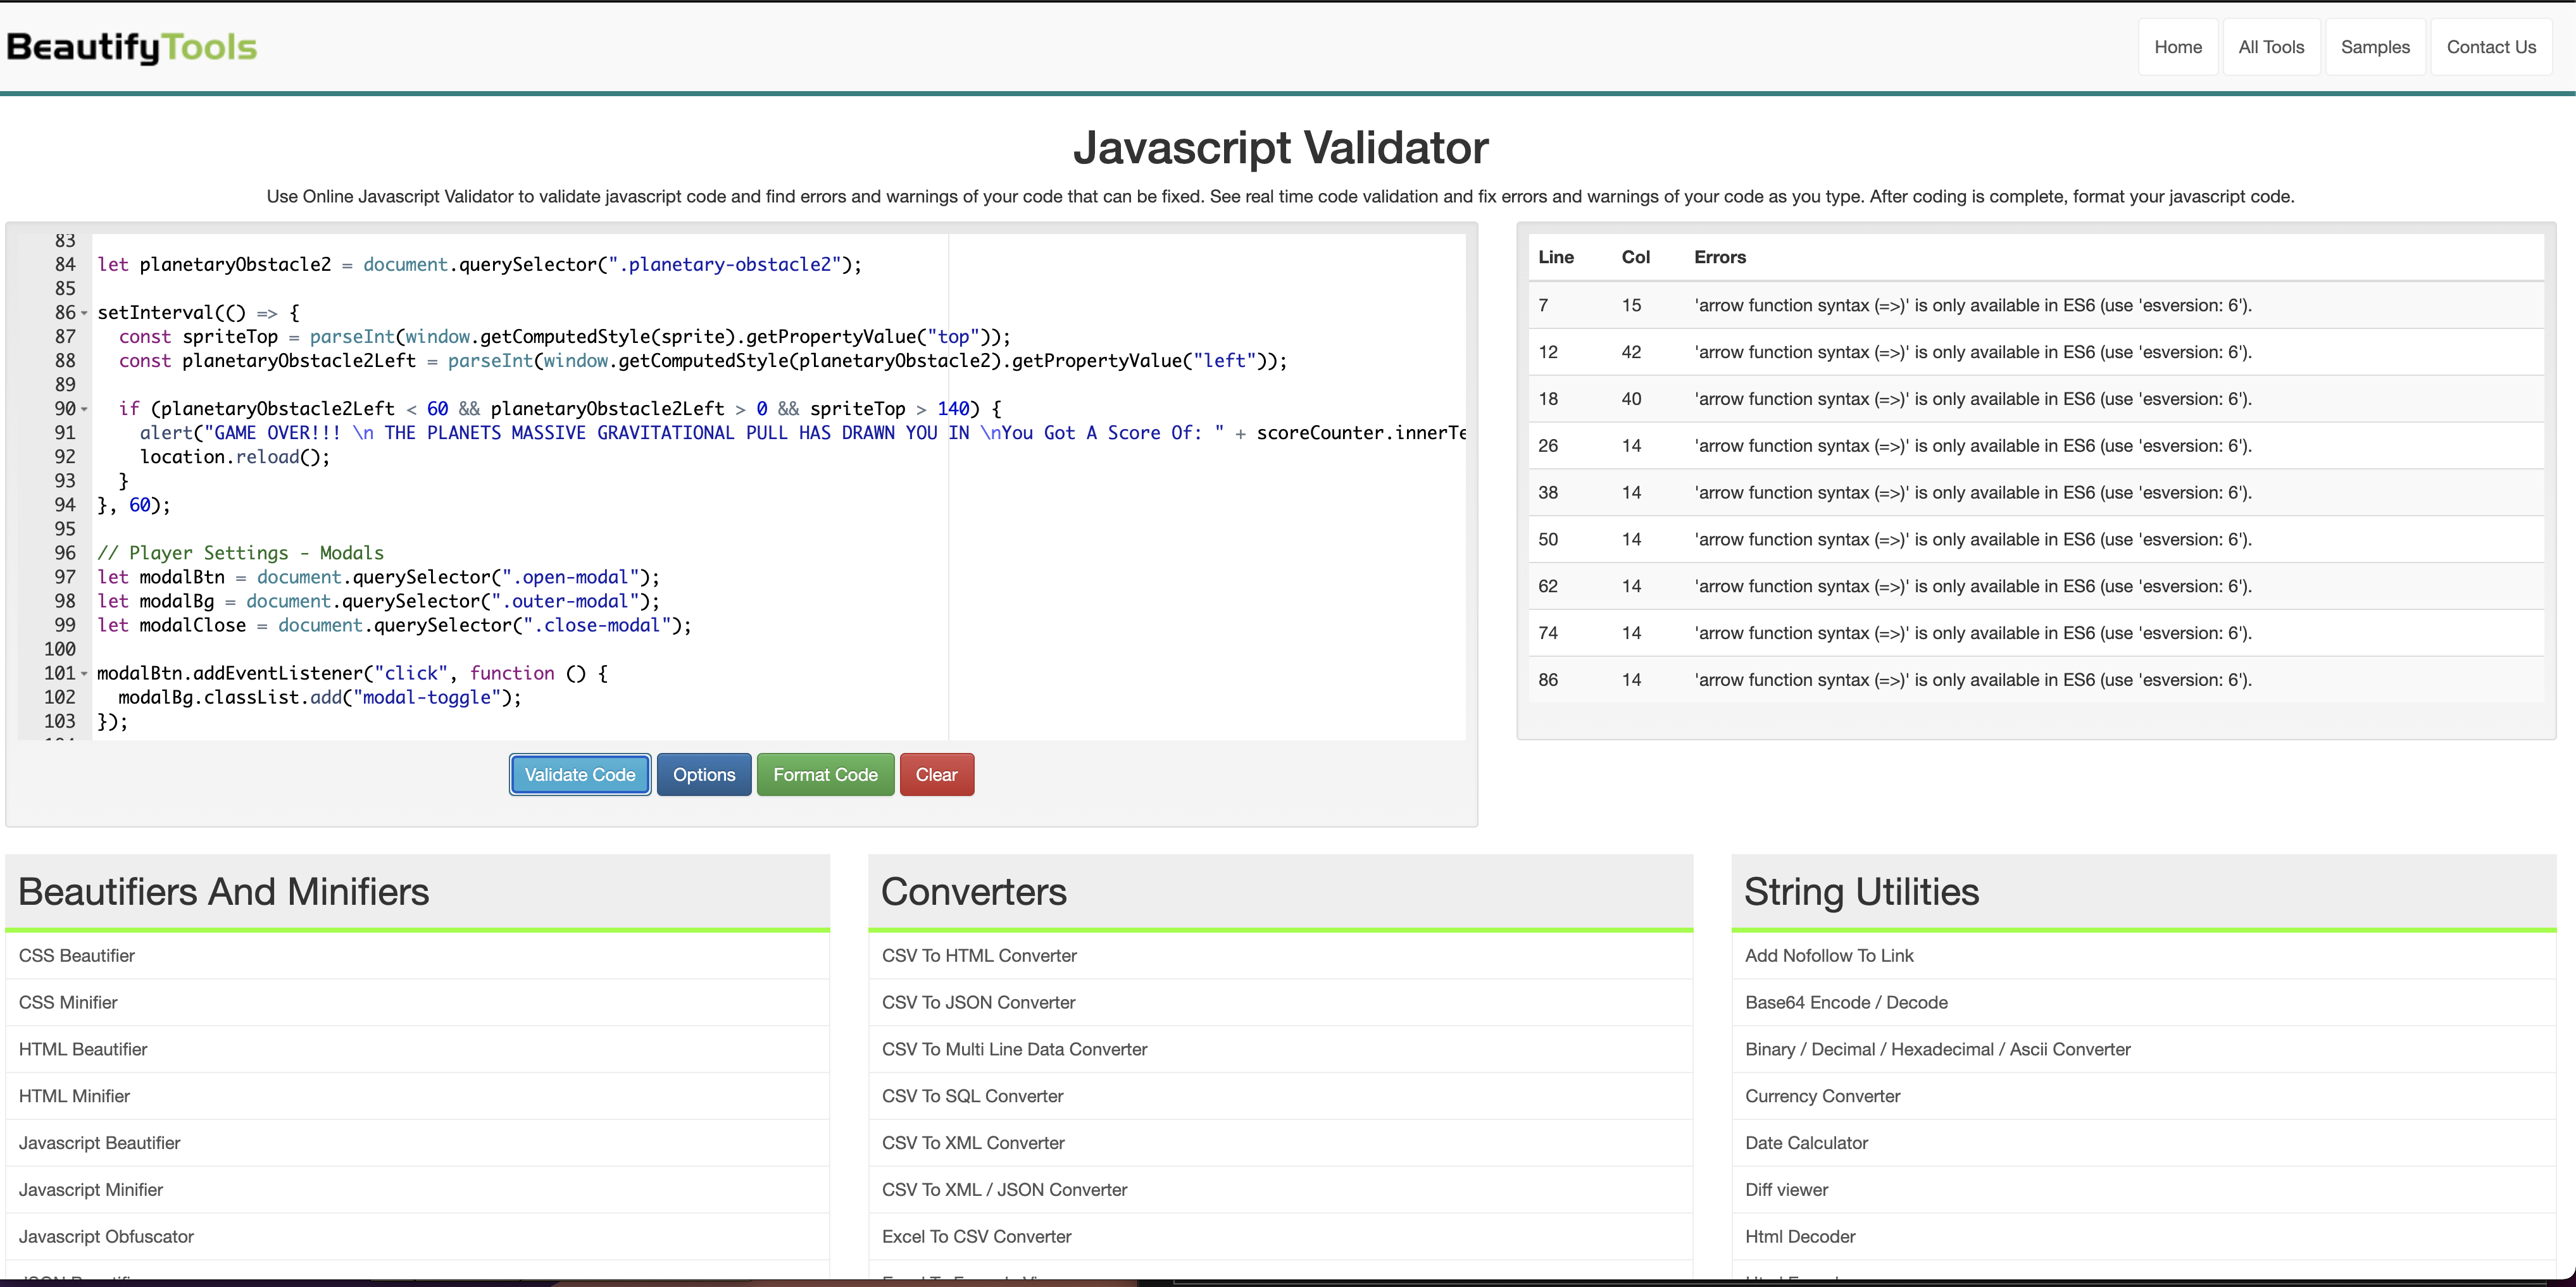 BeautifyTools
Home
All Tools
Samples
Contact Us
Javascript Validator
Use Online Javascript Validator to validate javascript code and find errors and warnings of your code that can be fixed. See real time code validation and fix errors and warnings of your code as you type. After coding is complete, format your javascript code.
83
84 let planetaryObstacle2 = document.querySelector(".planetary-obstacle2");
85
86 setInterval(() => {
87 const spriteTop = parseInt(window.getComputedStyle(sprite).getPropertyValue("top"));
88 const planetaryObstacle2Left = parseInt(window.getComputedStyle(planetaryObstacle2).getPropertyValue("left"));
89
90 if (planetaryObstacle2Left < 60 && planetaryObstacle2Left > 0 && spriteTop > 140) {
91 alert("GAME OVER!!! \n THE PLANETS MASSIVE GRAVITATIONAL PULL HAS DRAWN YOU IN \nYou Got A Score Of: " + scoreCounter.innerTe
92 location.reload();
93 }
94 }, 60);
95
96 // Player Settings - Modals
97 let modalBtn = document.querySelector(".open-modal");
98 let modalBg = document.querySelector(".outer-modal");
99 let modalClose = document.querySelector(".close-modal");
100
101 modalBtn.addEventListener("click", function () {
102 modalBg.classList.add("modal-toggle");
103 });
Validate Code
Options
Format Code
Clear
Line Col Errors
7 15 'arrow function syntax (=>)' is only available in ES6 (use 'esversion: 6').
12 42 'arrow function syntax (=>)' is only available in ES6 (use 'esversion: 6').
18 40 'arrow function syntax (=>)' is only available in ES6 (use 'esversion: 6').
26 14 'arrow function syntax (=>)' is only available in ES6 (use 'esversion: 6').
38 14 'arrow function syntax (=>)' is only available in ES6 (use 'esversion: 6').
50 14 'arrow function syntax (=>)' is only available in ES6 (use 'esversion: 6').
62 14 'arrow function syntax (=>)' is only available in ES6 (use 'esversion: 6').
74 14 'arrow function syntax (=>)' is only available in ES6 (use 'esversion: 6').
86 14 'arrow function syntax (=>)' is only available in ES6 (use 'esversion: 6').
Beautifiers And Minifiers
CSS Beautifier
CSS Minifier
HTML Beautifier
HTML Minifier
Javascript Beautifier
Javascript Minifier
Javascript Obfuscator
Converters
CSV To HTML Converter
CSV To JSON Converter
CSV To Multi Line Data Converter
CSV To SQL Converter
CSV To XML Converter
CSV To XML / JSON Converter
Excel To CSV Converter
String Utilities
Add Nofollow To Link
Base64 Encode / Decode
Binary / Decimal / Hexadecimal / Ascii Converter
Currency Converter
Date Calculator
Diff viewer
Html Decoder